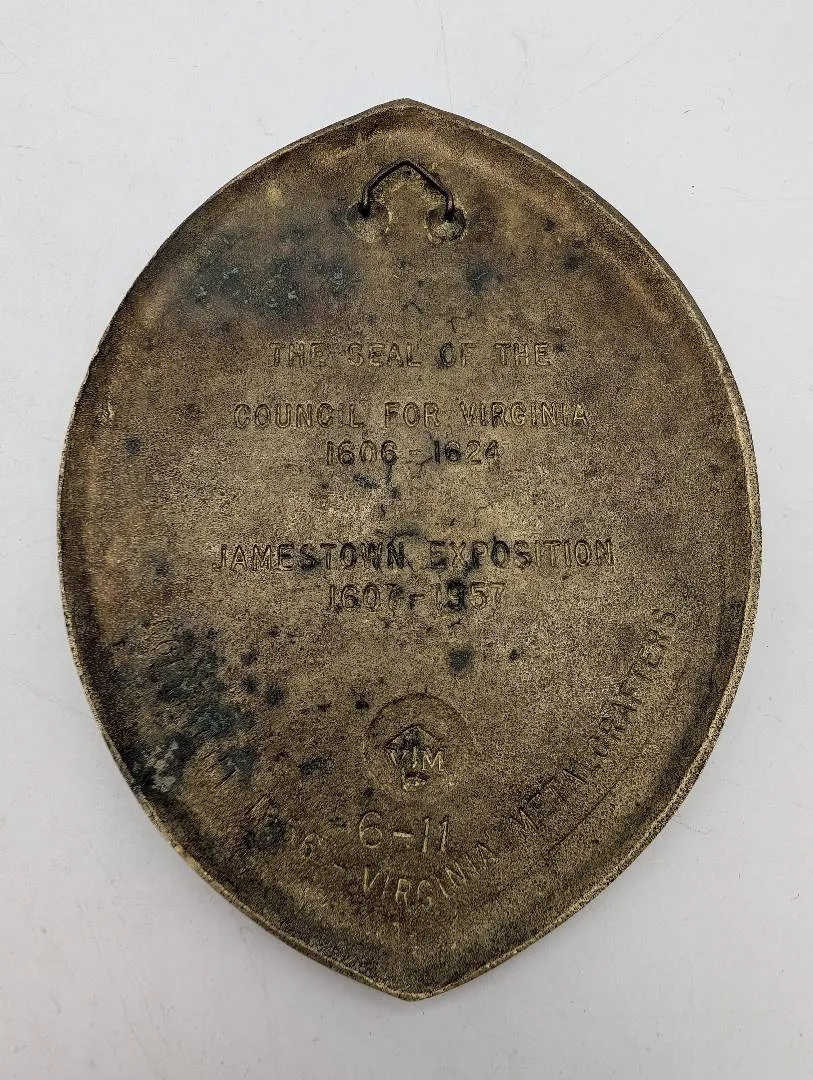 THE SEAL OF THE
COUNCIL FOR VIRGINIA
1606 - 1624
JAMESTOWN EXPOSITION
1607 - 1957
VM
6-11
- VIRGINIA METALCRAFTERS